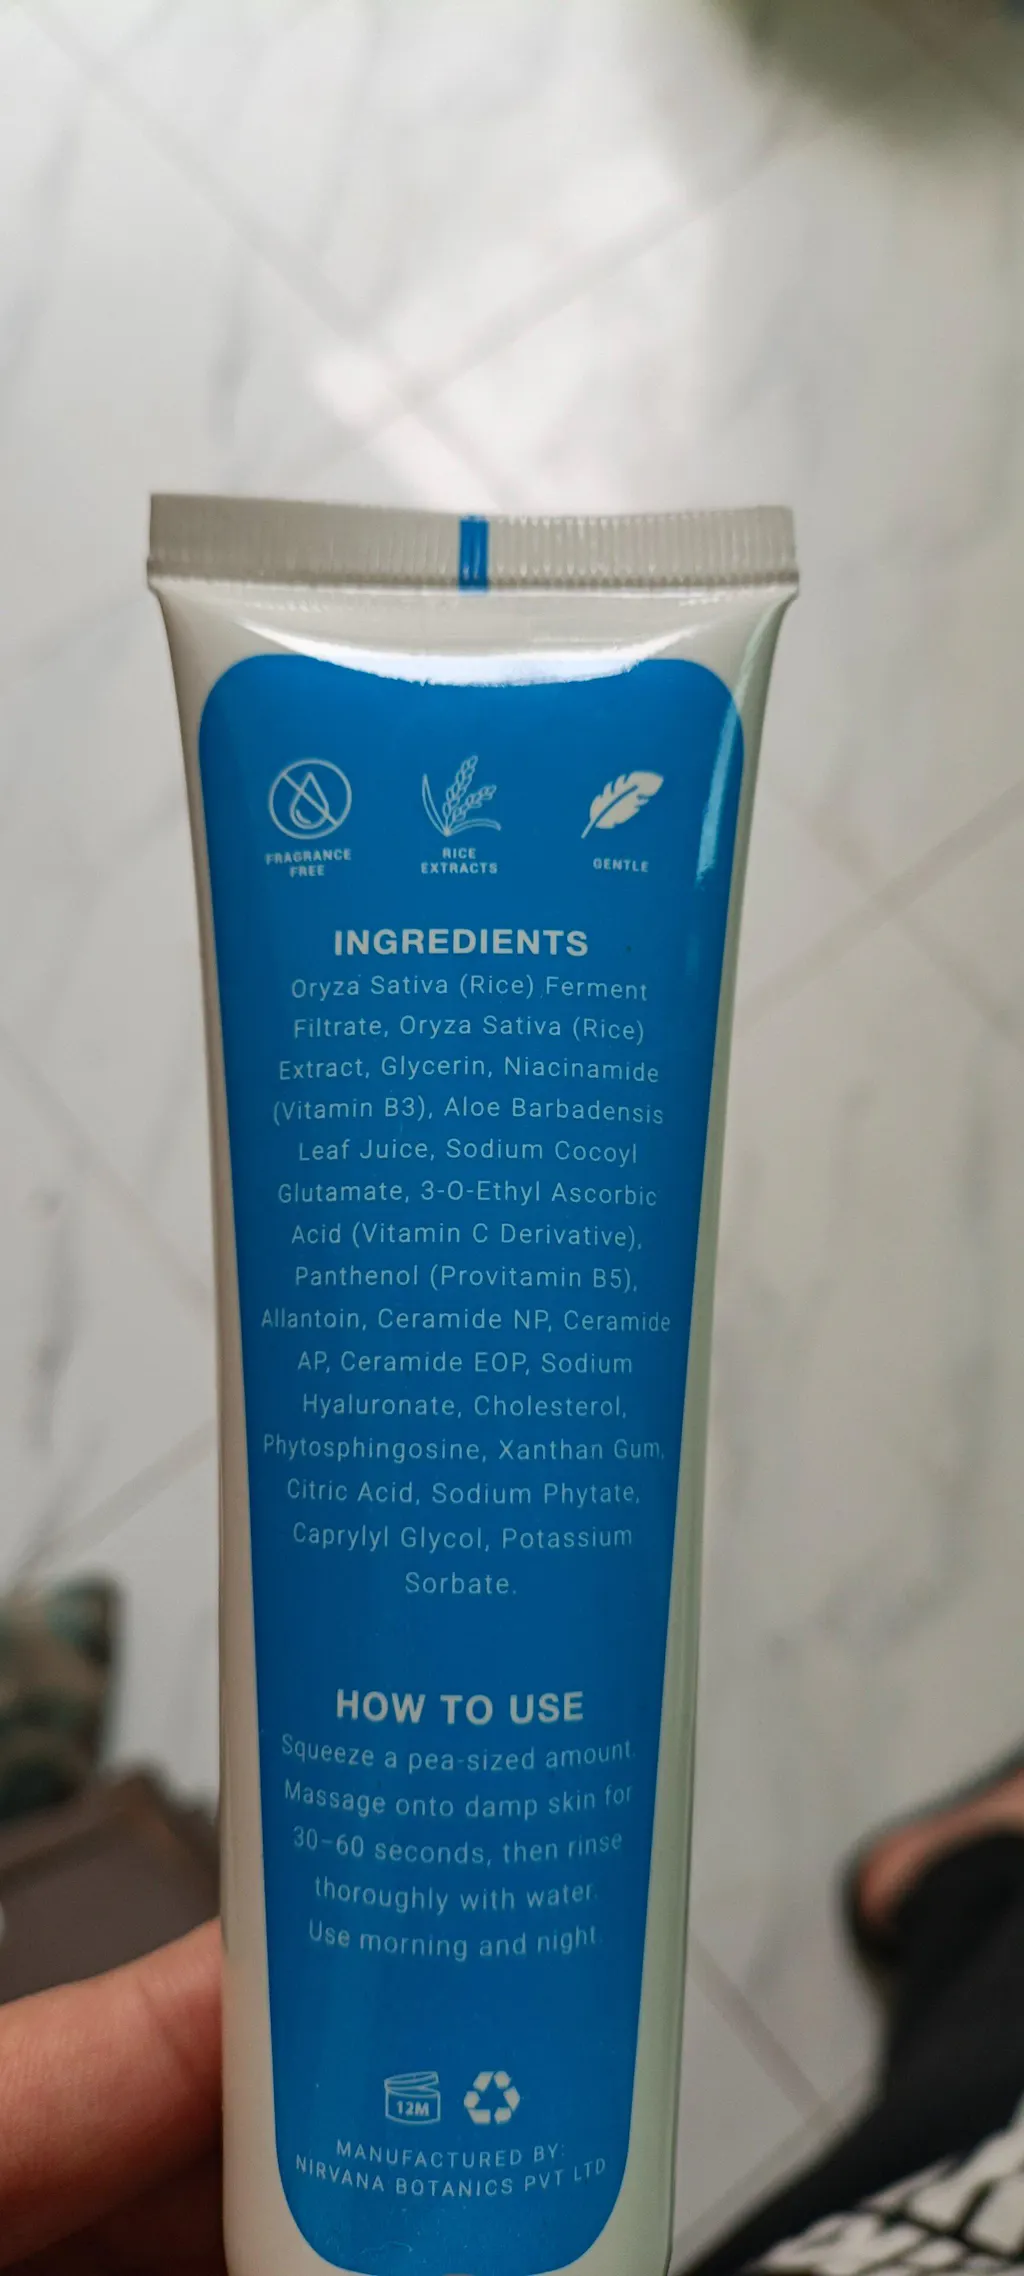 FRAGRANCE
FREE
RICE
EXTRACTS
GENTLE
INGREDIENTS
Oryza Sativa (Rice) Ferment
Filtrate, Oryza Sativa (Rice)
Extract, Glycerin, Niacinamide
(Vitamin B3), Aloe Barbadensis
Leaf Juice, Sodium Cocoyl
Glutamate, 3-O-Ethyl Ascorbic
Acid (Vitamin C Derivative),
Panthenol (Provitamin B5),
Allantoin, Ceramide NP, Ceramide
AP, Ceramide EOP, Sodium
Hyaluronate, Cholesterol,
Phytosphingosine, Xanthan Gum,
Citric Acid, Sodium Phytate,
Caprylyl Glycol, Potassium
Sorbate.
HOW TO USE
Squeeze a pea-sized amount.
Massage onto damp skin for
30–60 seconds, then rinse
thoroughly with water.
Use morning and night.
12M
MANUFACTURED BY:
NIRVANA BOTANICS PVT LTD